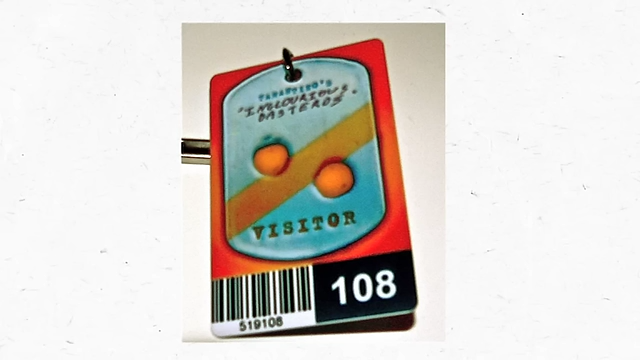 TARANTINO'S
"INGLOURIOUS
BASTERDS".
VISITOR
108
519108